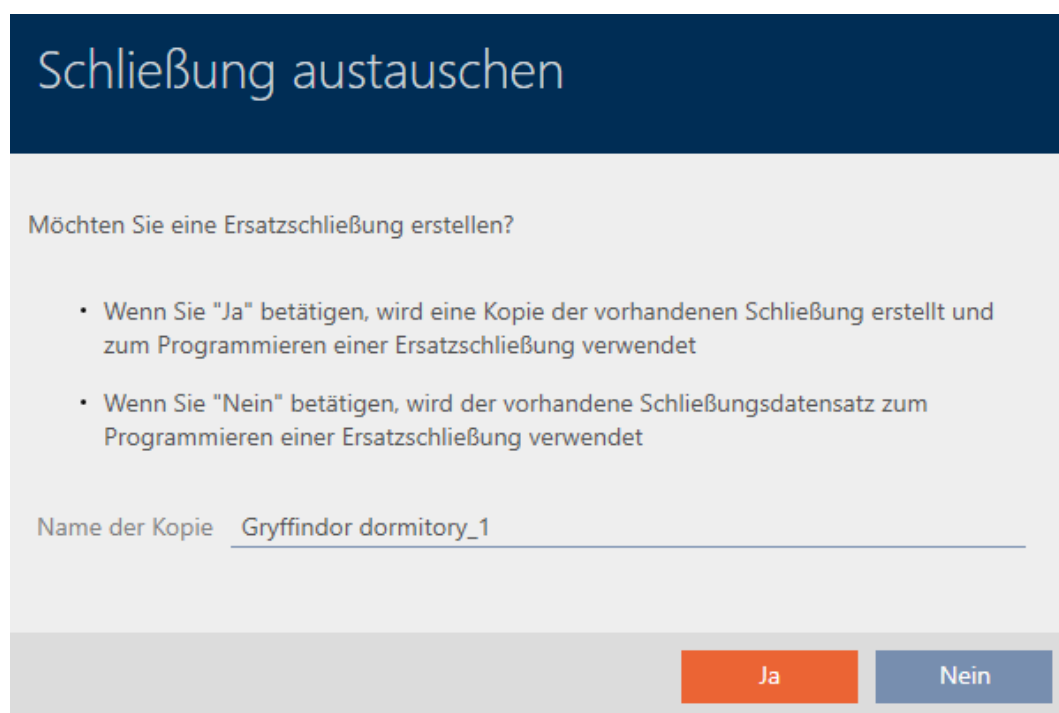 Schließung austauschen
Möchten Sie eine Ersatzschließung erstellen?
• Wenn Sie "Ja" betätigen, wird eine Kopie der vorhandenen Schließung erstellt und
zum Programmieren einer Ersatzschließung verwendet
• Wenn Sie "Nein" betätigen, wird der vorhandene Schließungsdatensatz zum
Programmieren einer Ersatzschließung verwendet
Name der Kopie Gryffindor dormitory_1
Ja Nein